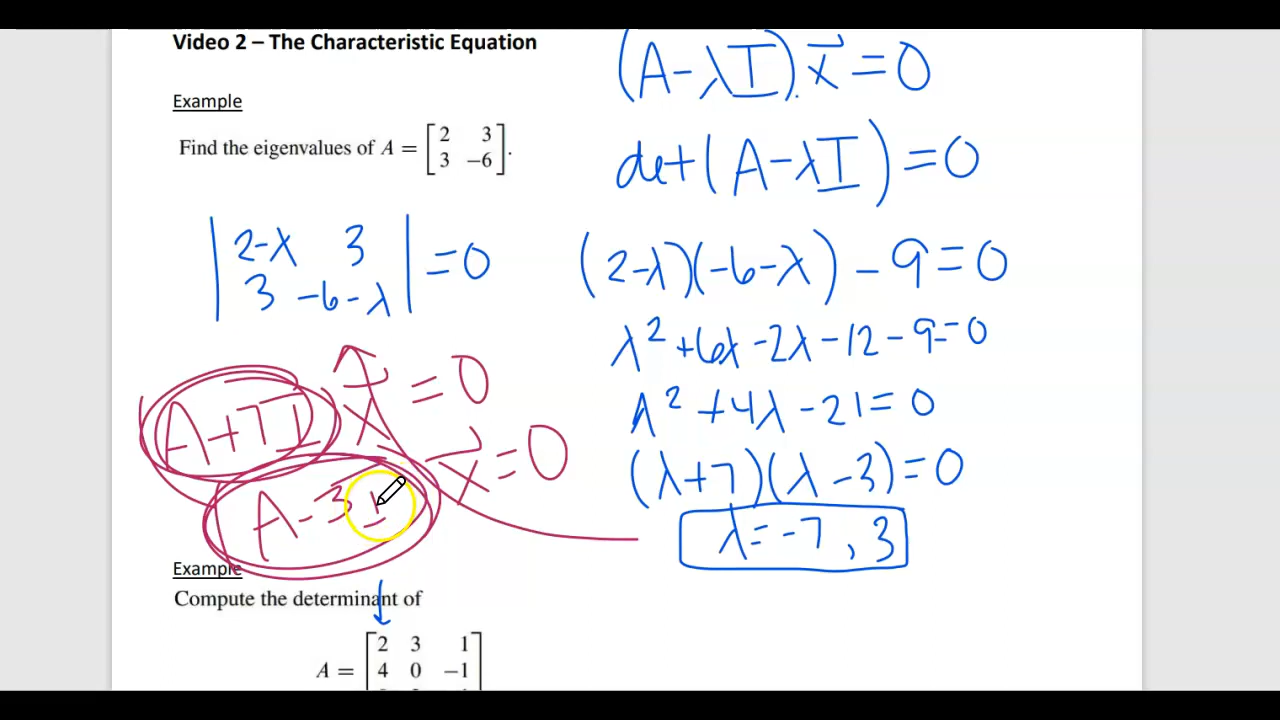 Video 2 – The Characteristic Equation
(A-λI)x⃗=0
Example
Find the eigenvalues of A = [2 3
3 −6].
det(A-λI)=0
|2-λ 3
3 -6-λ| =0
(2-λ)(-6-λ) - 9=0
λ²+6λ-2λ-12-9=0
λ²+4λ-21=0
(λ+7)(λ-3)=0
λ=-7, 3
A+7I x⃗=0
A-3I x⃗=0
Example
Compute the determinant of
A = [2 3 1
4 0 −1